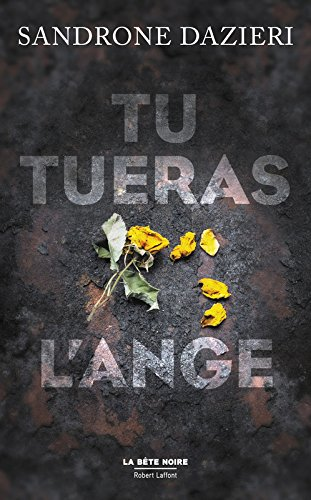 SANDRONE DAZIERI
TU
TUERAS
L'ANGE
LA BÊTE NOIRE
Robert Laffont